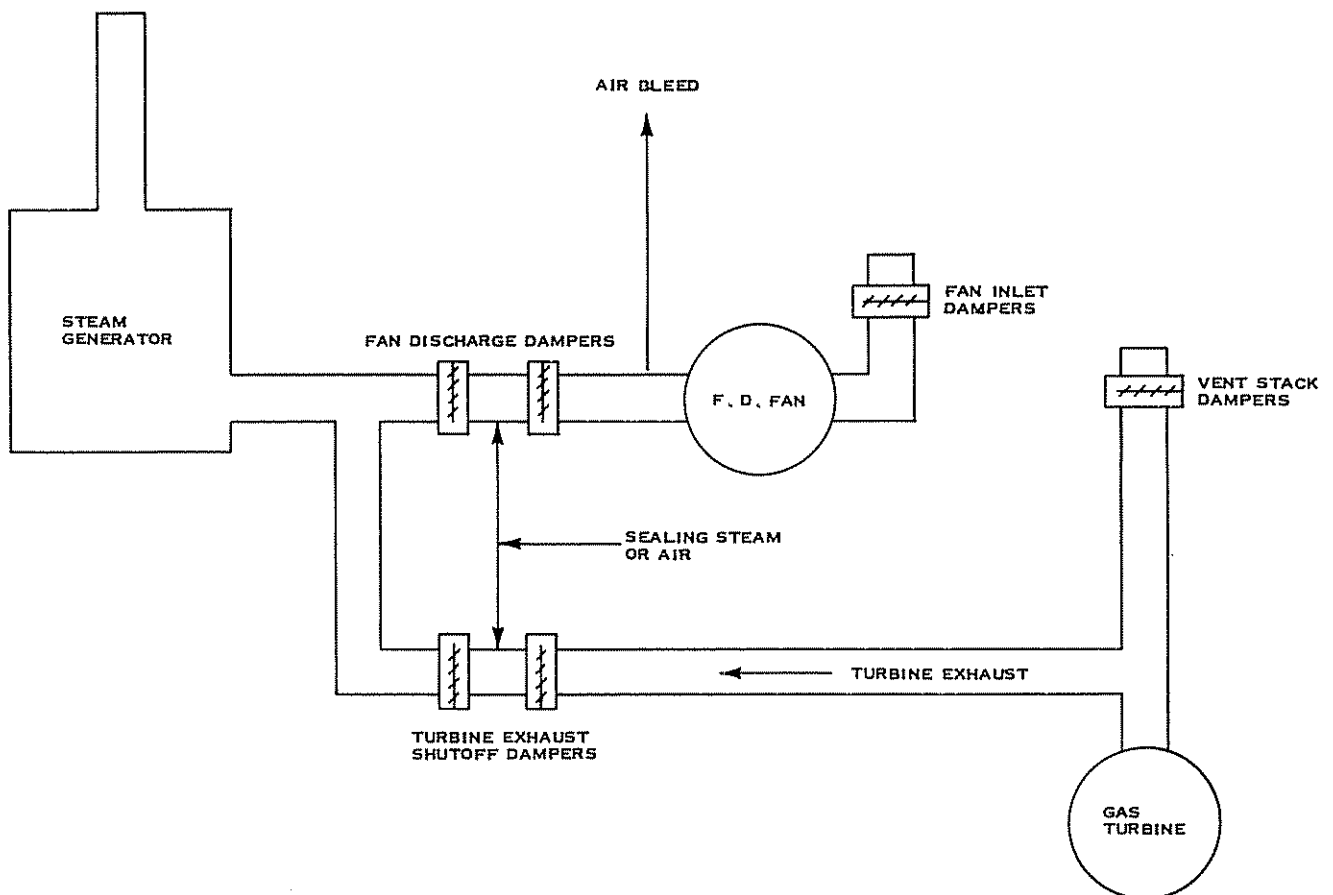 AIR BLEED
STEAM
GENERATOR
FAN DISCHARGE DAMPERS
F. D. FAN
FAN INLET
DAMPERS
VENT STACK
DAMPERS
SEALING STEAM
OR AIR
TURBINE EXHAUST
TURBINE EXHAUST
SHUTOFF DAMPERS
GAS
TURBINE